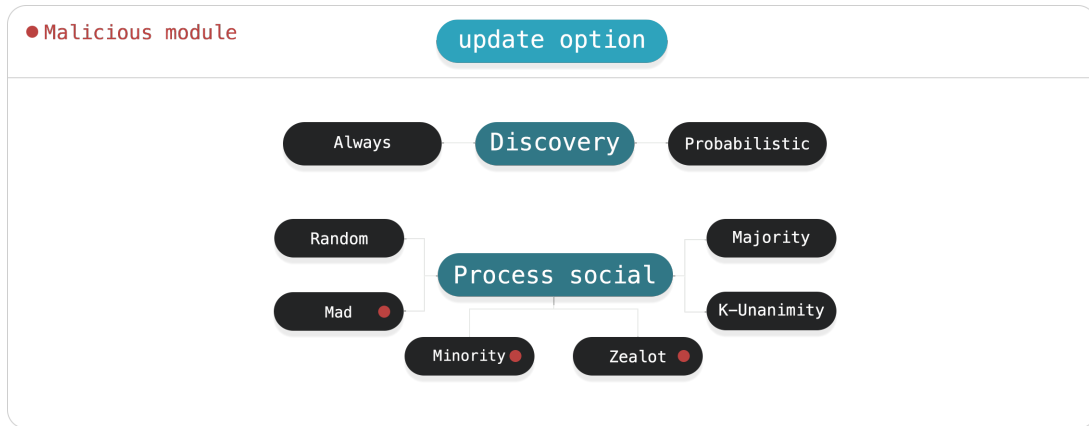 Malicious module
update option
Always
Discovery
Probabilistic
Random
Majority
Process social
Mad
K-Unanimity
Minority
Zealot